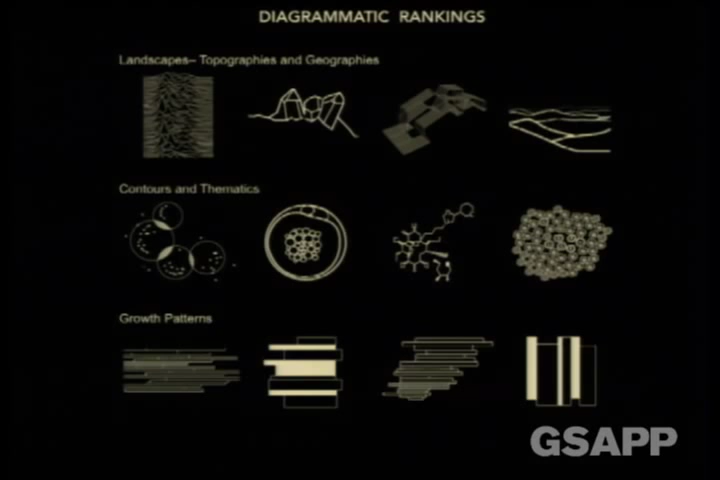 DIAGRAMMATIC RANKINGS
Landscapes– Topographies and Geographies
Contours and Thematics
Growth Patterns
GSAPP